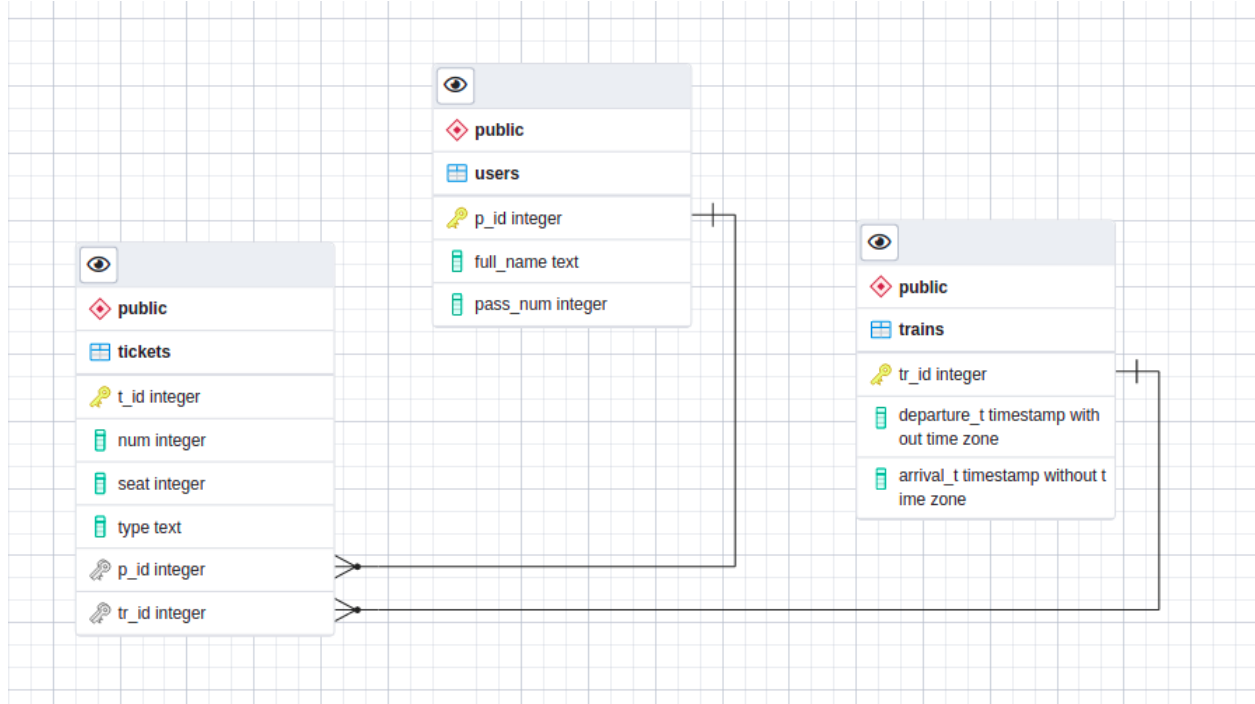 public
users
p_id integer
full_name text
pass_num integer
public
tickets
t_id integer
num integer
seat integer
type text
p_id integer
tr_id integer
public
trains
tr_id integer
departure_t timestamp with
out time zone
arrival_t timestamp without t
ime zone